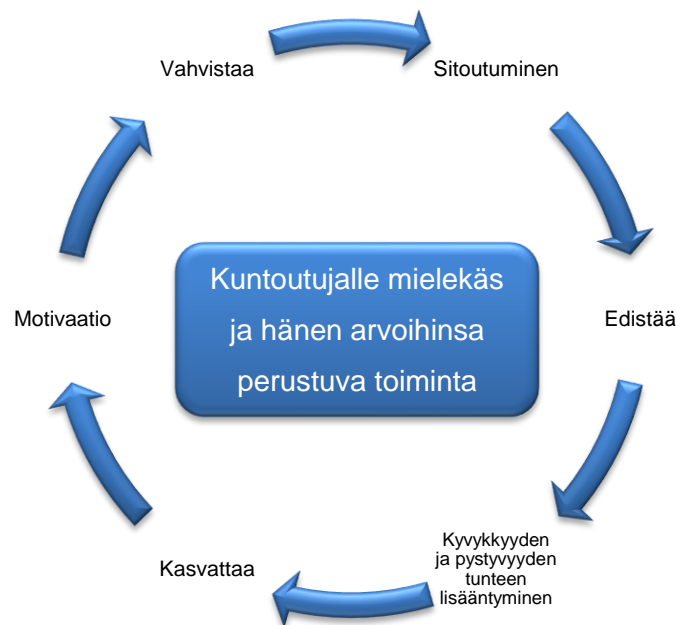 Vahvistaa
Sitoutuminen
Edistää
Kyvykkyyden
ja pystyvyyden
tunteen
lisääntyminen
Kasvattaa
Motivaatio
Kuntoutujalle mielekäs
ja hänen arvoihinsa
perustuva toiminta